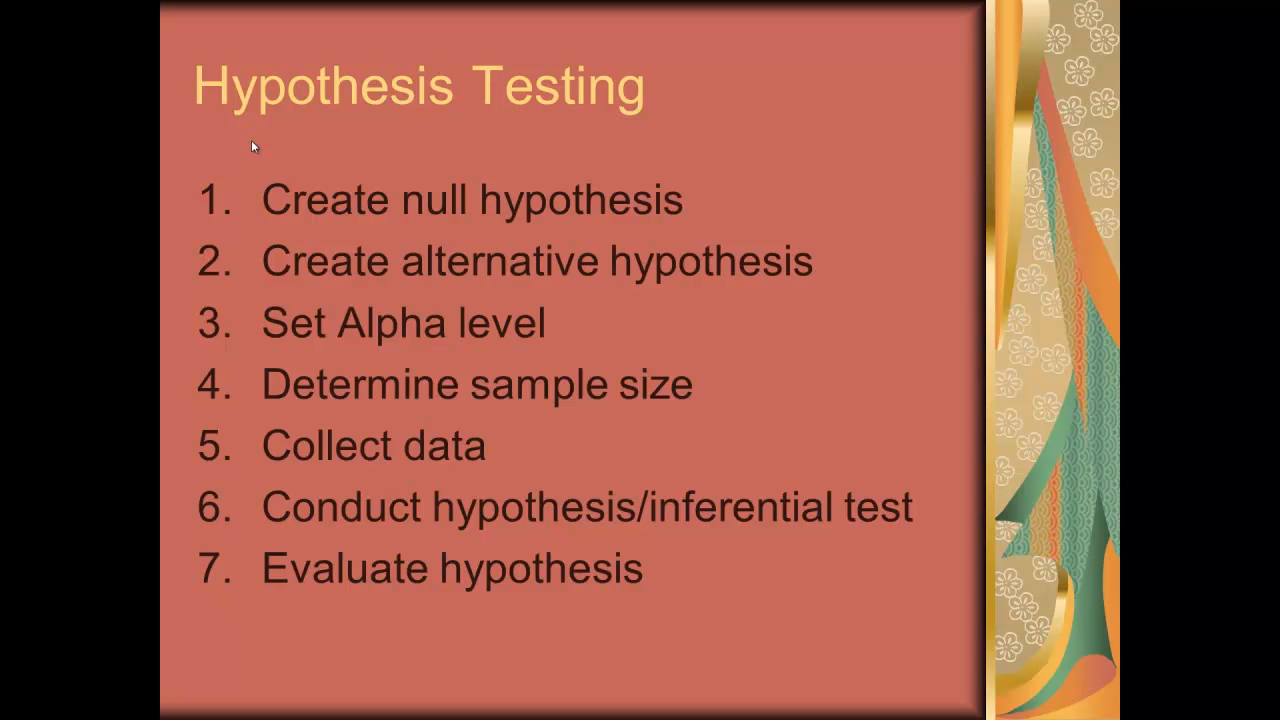 Hypothesis Testing
1. Create null hypothesis
2. Create alternative hypothesis
3. Set Alpha level
4. Determine sample size
5. Collect data
6. Conduct hypothesis/inferential test
7. Evaluate hypothesis